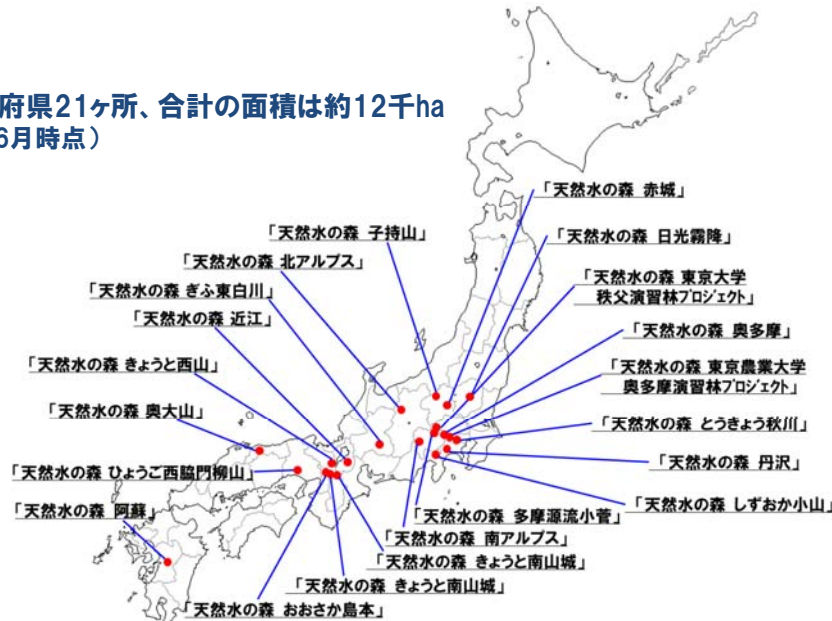 府県21ヶ所、合計の面積は約12千ha
6月時点）
「天然水の森 赤城」
「天然水の森 子持山」
「天然水の森 日光霧降」
「天然水の森 北アルプス」
「天然水の森 東京大学
秩父演習林プロジェクト」
「天然水の森 ぎふ東白川」
「天然水の森 近江」
「天然水の森 奥多摩」
「天然水の森 きょうと西山」
「天然水の森 東京農業大学
奥多摩演習林プロジェクト」
「天然水の森 奥大山」
「天然水の森 とうきょう秋川」
「天然水の森 丹沢」
「天然水の森 ひょうご西脇門柳山」
「天然水の森 しずおか小山」
「天然水の森 阿蘇」
「天然水の森 多摩源流小菅」
「天然水の森 南アルプス」
「天然水の森 きょうと南山城」
「天然水の森 きょうと南山城」
「天然水の森 おおさか島本」